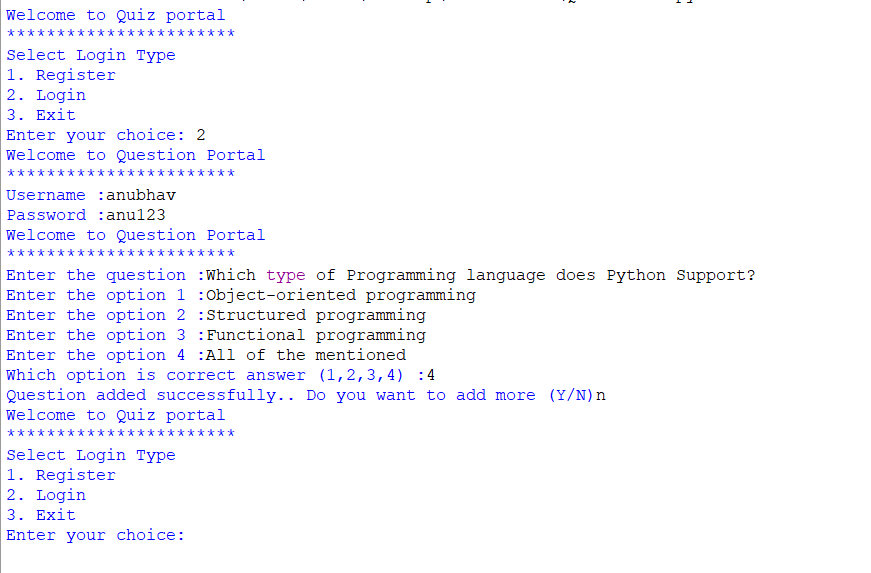 Welcome to Quiz portal
***********************
Select Login Type
1. Register
2. Login
3. Exit
Enter your choice: 2
Welcome to Question Portal
***********************
Username :anubhav
Password :anu123
Welcome to Question Portal
***********************
Enter the question :Which type of Programming language does Python Support?
Enter the option 1 :Object-oriented programming
Enter the option 2 :Structured programming
Enter the option 3 :Functional programming
Enter the option 4 :All of the mentioned
Which option is correct answer (1,2,3,4) :4
Question added successfully.. Do you want to add more (Y/N)n
Welcome to Quiz portal
***********************
Select Login Type
1. Register
2. Login
3. Exit
Enter your choice: